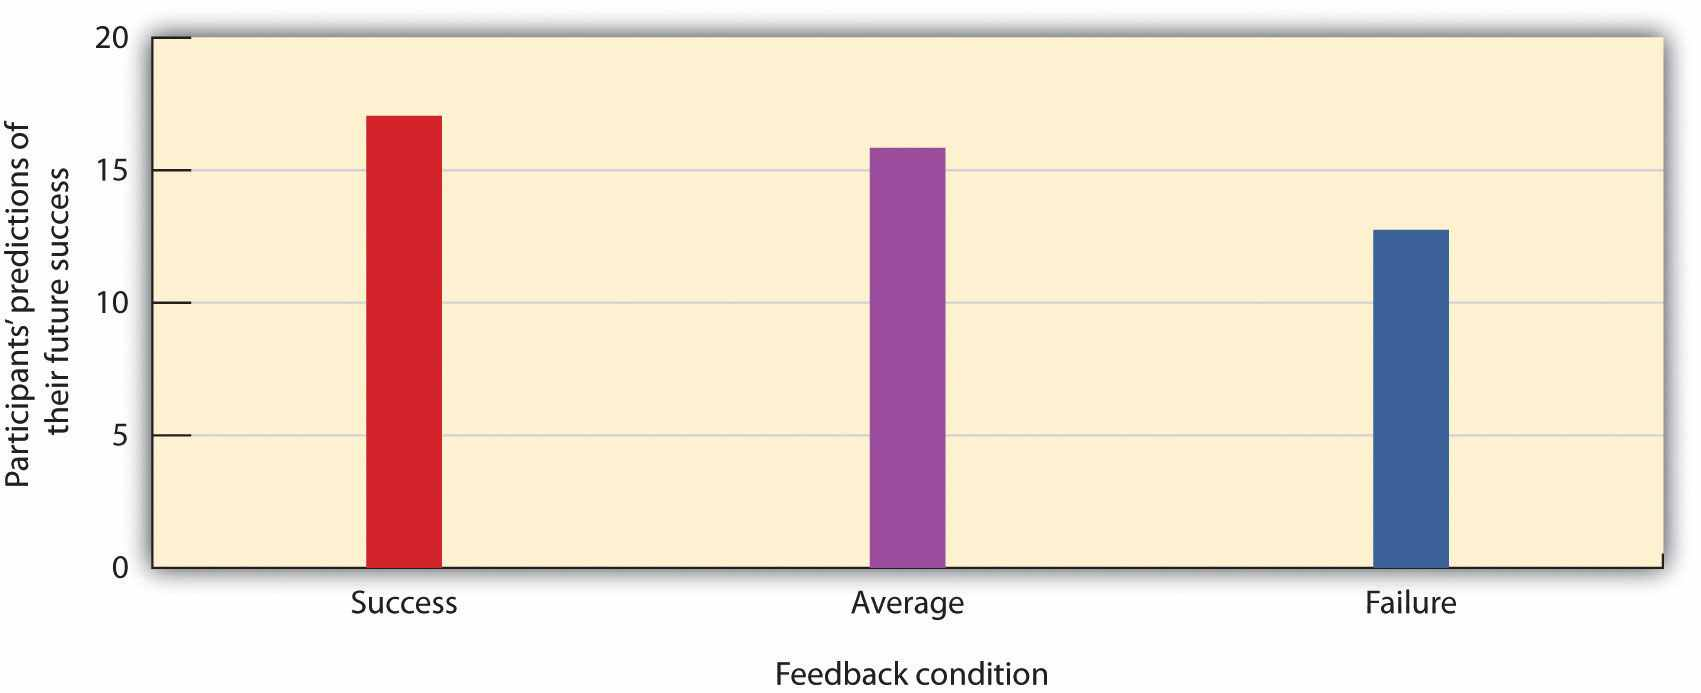 Participants’ predictions of
their future success
20
15
10
5
0
Success
Average
Failure
Feedback condition